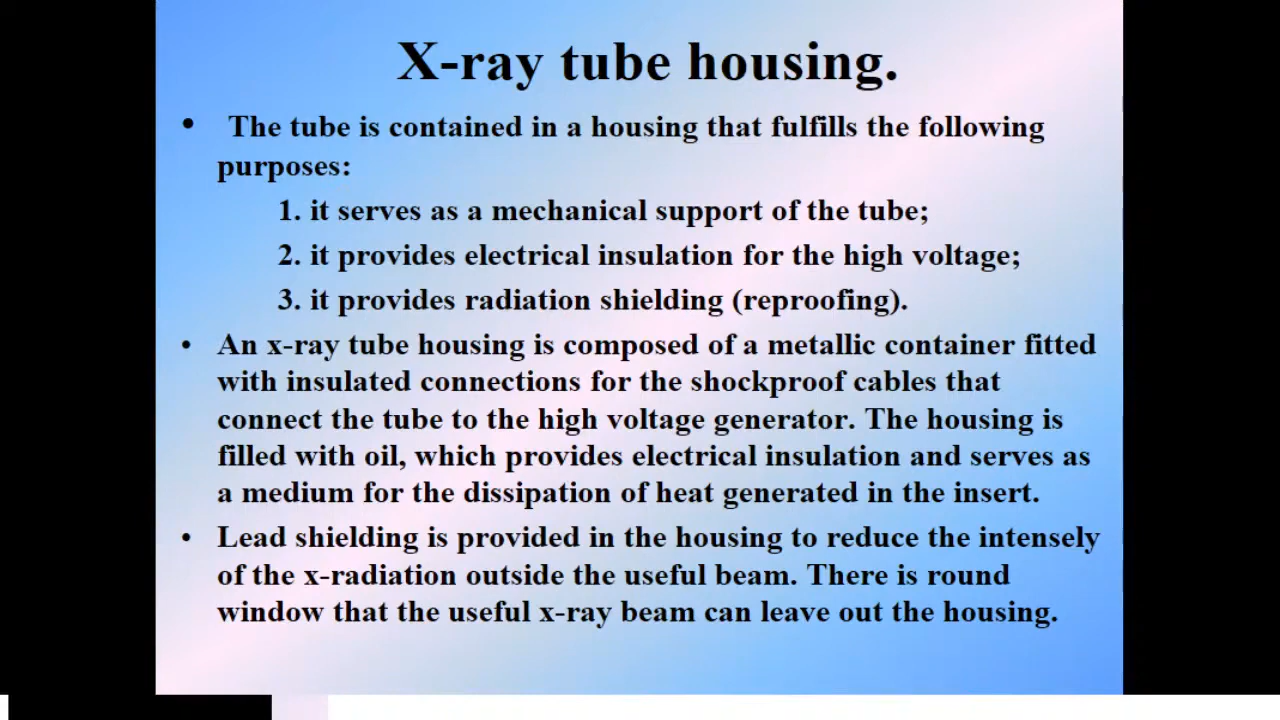 X-ray tube housing.
• The tube is contained in a housing that fulfills the following
purposes:
1. it serves as a mechanical support of the tube;
2. it provides electrical insulation for the high voltage;
3. it provides radiation shielding (reproofing).
• An x-ray tube housing is composed of a metallic container fitted
with insulated connections for the shockproof cables that
connect the tube to the high voltage generator. The housing is
filled with oil, which provides electrical insulation and serves as
a medium for the dissipation of heat generated in the insert.
• Lead shielding is provided in the housing to reduce the intensely
of the x-radiation outside the useful beam. There is round
window that the useful x-ray beam can leave out the housing.